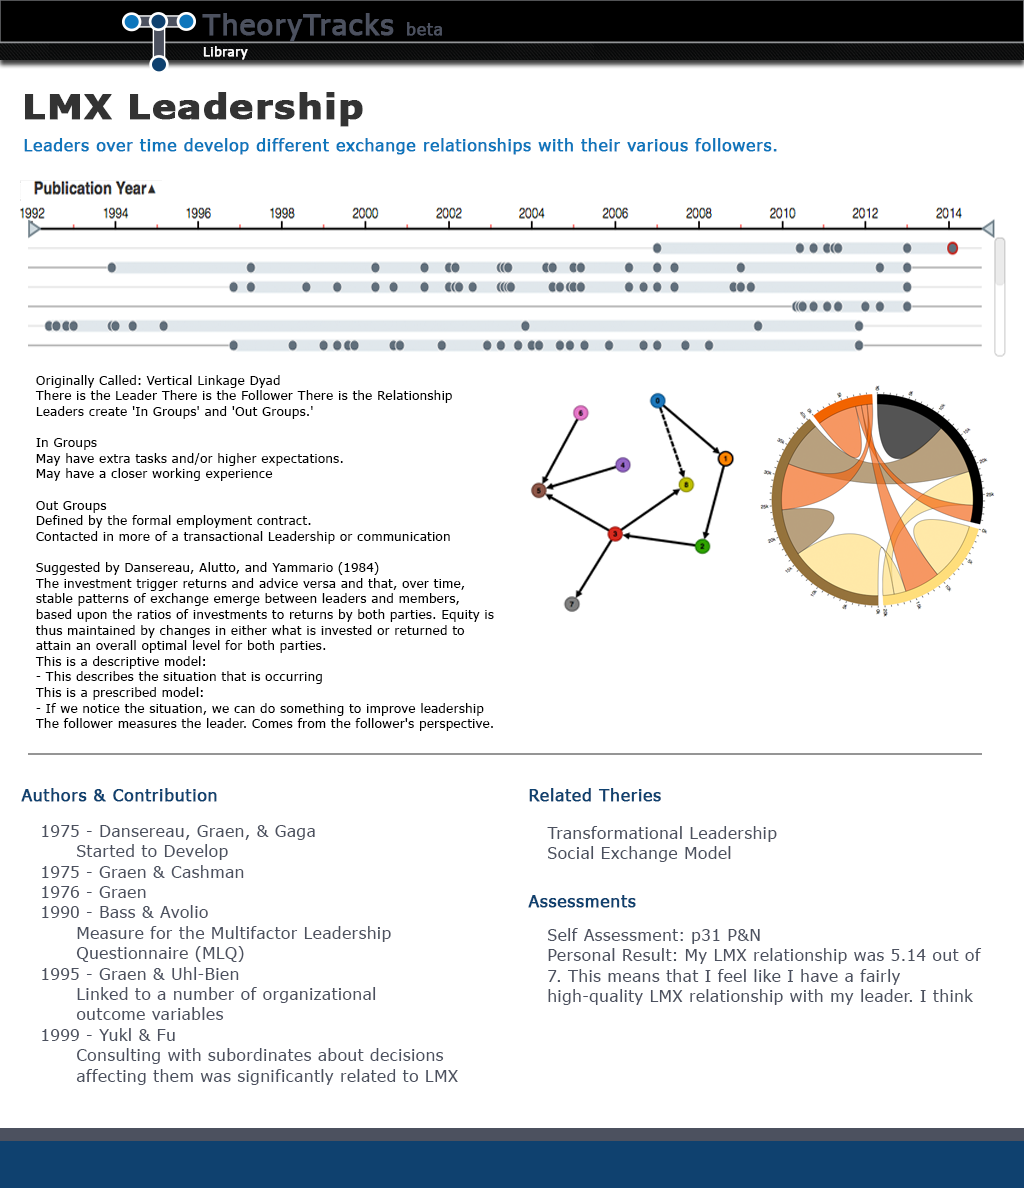 TheoryTracks beta
Library
LMX Leadership
Leaders over time develop different exchange relationships with their various followers.
Publication Year▲
1992 1994 1996 1998 2000 2002 2004 2006 2008 2010 2012 2014
Originally Called: Vertical Linkage Dyad
There is the Leader There is the Follower There is the Relationship
Leaders create 'In Groups' and 'Out Groups.'
In Groups
May have extra tasks and/or higher expectations.
May have a closer working experience
Out Groups
Defined by the formal employment contract.
Contacted in more of a transactional Leadership or communication
Suggested by Dansereau, Alutto, and Yammario (1984)
The investment trigger returns and advice versa and that, over time,
stable patterns of exchange emerge between leaders and members,
based upon the ratios of investments to returns by both parties. Equity is
thus maintained by changes in either what is invested or returned to
attain an overall optimal level for both parties.
This is a descriptive model:
- This describes the situation that is occurring
This is a prescribed model:
- If we notice the situation, we can do something to improve leadership
The follower measures the leader. Comes from the follower's perspective.
0
6
1
4
8
5
3
2
7
Authors & Contribution
1975 - Dansereau, Graen, & Gaga
Started to Develop
1975 - Graen & Cashman
1976 - Graen
1990 - Bass & Avolio
Measure for the Multifactor Leadership
Questionnaire (MLQ)
1995 - Graen & Uhl-Bien
Linked to a number of organizational
outcome variables
1999 - Yukl & Fu
Consulting with subordinates about decisions
affecting them was significantly related to LMX
Related Theries
Transformational Leadership
Social Exchange Model
Assessments
Self Assessment: p31 P&N
Personal Result: My LMX relationship was 5.14 out of
7. This means that I feel like I have a fairly
high-quality LMX relationship with my leader. I think